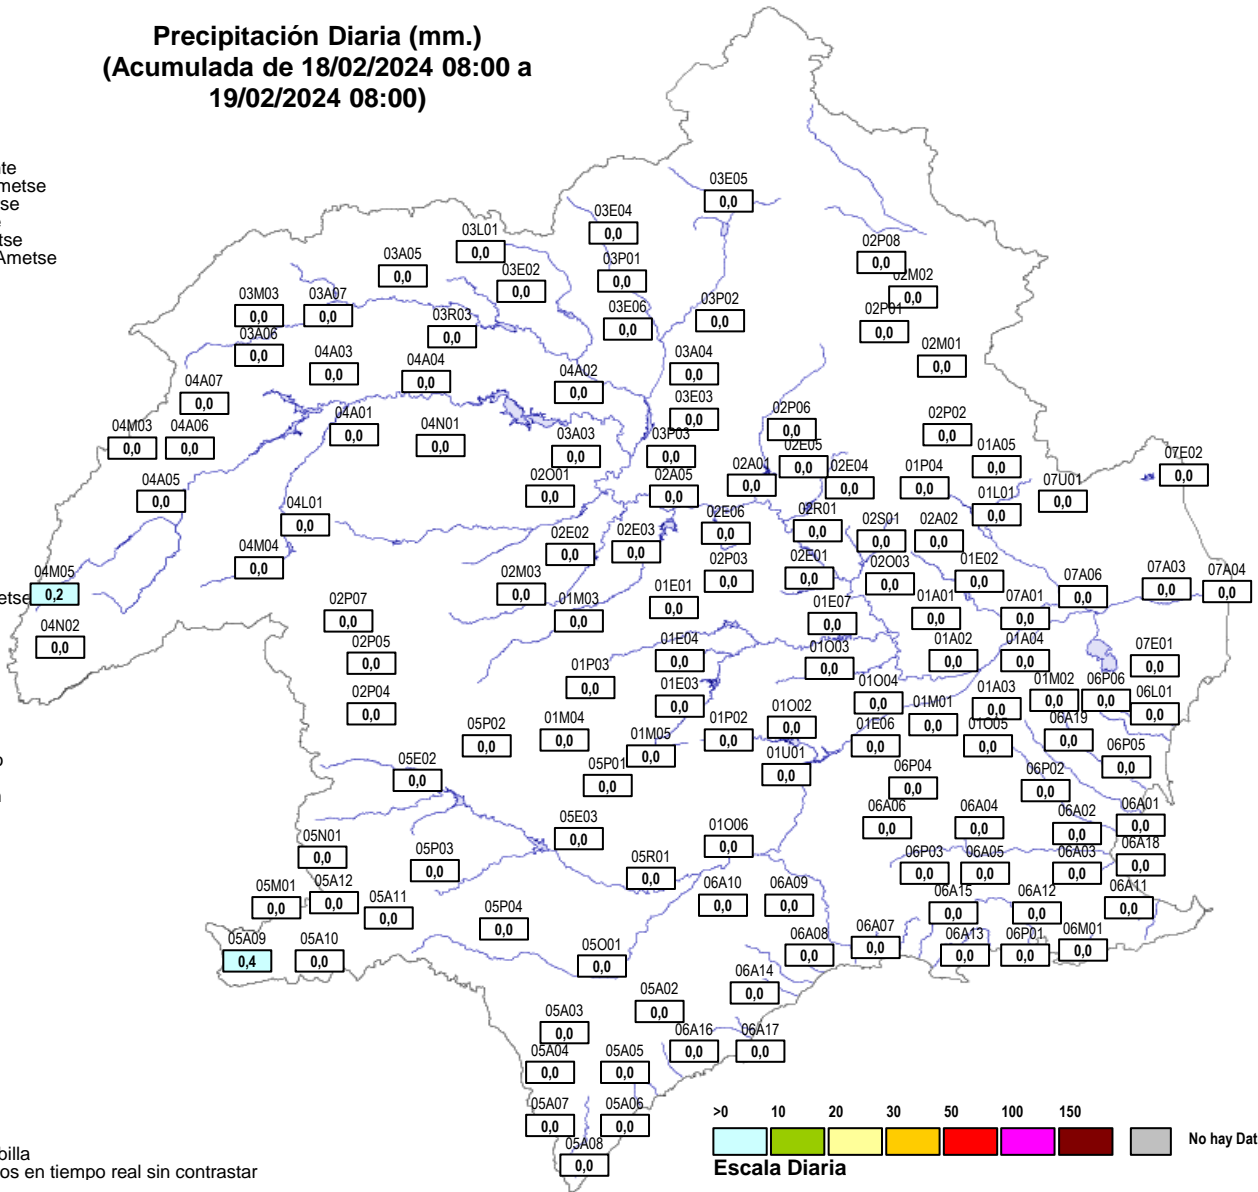 Precipitación Diaria (mm.)
(Acumulada de 18/02/2024 08:00 a
19/02/2024 08:00)
te
metse
se
tse
Ametse
03E05
0,0
03E04
0,0
03L01
0,0
03A05
0,0
03P01
0,0
03E02
0,0
02P08
0,0
02M02
0,0
03M03
0,0
03A07
0,0
03R03
0,0
03E06
0,0
03P02
0,0
02P01
0,0
03A06
0,0
04A03
0,0
04A04
0,0
04A02
0,0
03A04
0,0
02M01
0,0
04A07
0,0
03E03
0,0
04M03
0,0
04A06
0,0
04A01
0,0
04N01
0,0
03A03
0,0
03P03
0,0
02P06
0,0
02P02
0,0
02E05
0,0
01A05
0,0
07E02
0,0
04A05
0,0
02O01
0,0
02A05
0,0
02A01
0,0
02E04
0,0
01P04
0,0
07U01
0,0
01L01
0,0
04L01
0,0
02E02
0,0
02E03
0,0
02E06
0,0
02R01
0,0
02S01
0,0
02A02
0,0
04M04
0,0
04M05
0,2
etse
02M03
0,0
01M03
0,0
01E01
0,0
02P03
0,0
02E01
0,0
02O03
0,0
01E02
0,0
07A06
0,0
07A03
0,0
07A04
0,0
04N02
0,0
02P07
0,0
01E07
0,0
01A01
0,0
07A01
0,0
02P05
0,0
01E04
0,0
01O03
0,0
01A02
0,0
01A04
0,0
07E01
0,0
01P03
0,0
01E03
0,0
01O04
0,0
01A03
0,0
01M02
0,0
06P06
0,0
06L01
0,0
02P04
0,0
05P02
0,0
01M04
0,0
01M05
0,0
01P02
0,0
01O02
0,0
01E06
0,0
01M01
0,0
01O05
0,0
06A19
0,0
06P05
0,0
05E02
0,0
05P01
0,0
01U01
0,0
06P04
0,0
06P02
0,0
05E03
0,0
01O06
0,0
06A06
0,0
06A04
0,0
06A02
0,0
06A01
0,0
05N01
0,0
05P03
0,0
05R01
0,0
06P03
0,0
06A05
0,0
06A03
0,0
06A18
0,0
05M01
0,0
05A12
0,0
05A11
0,0
05P04
0,0
06A10
0,0
06A09
0,0
06A15
0,0
06A12
0,0
06A11
0,0
05A09
0,4
05A10
0,0
05O01
0,0
06A08
0,0
06A07
0,0
06A13
0,0
06P01
0,0
06M01
0,0
05A02
0,0
06A14
0,0
05A03
0,0
06A16
0,0
06A17
0,0
05A04
0,0
05A05
0,0
05A07
0,0
05A06
0,0
05A08
0,0
>0 10 20 30 50 100 150
No hay Dat
Escala Diaria
billa
os en tiempo real sin contrastar